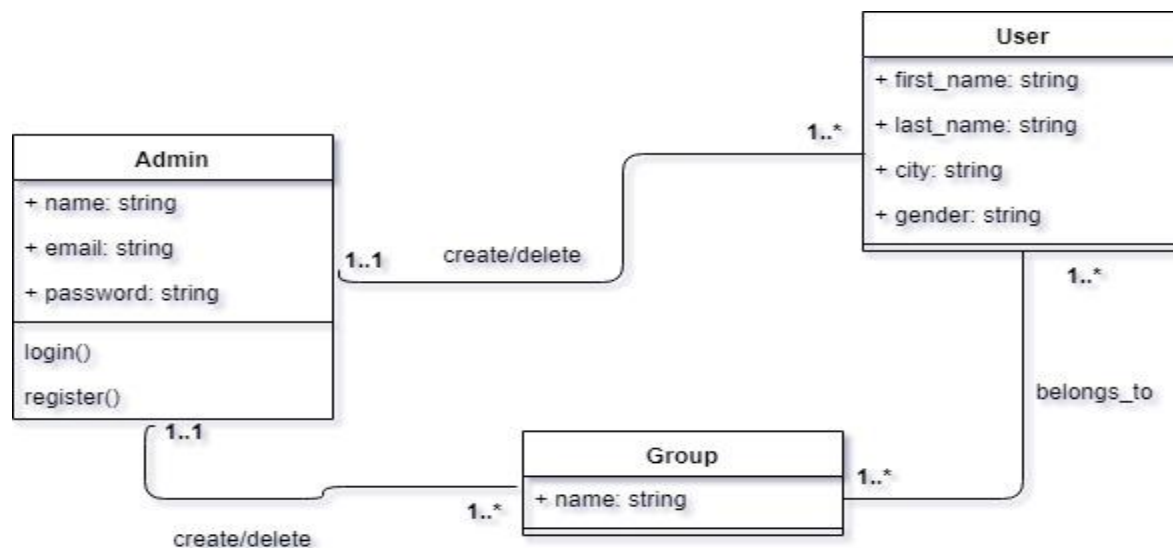 User
+ first_name: string
+ last_name: string
+ city: string
+ gender: string
1..*
Admin
+ name: string
+ email: string
+ password: string
login()
register()
1..1
create/delete
1..*
belongs_to
1..1
Group
+ name: string
1..*
1..*
create/delete